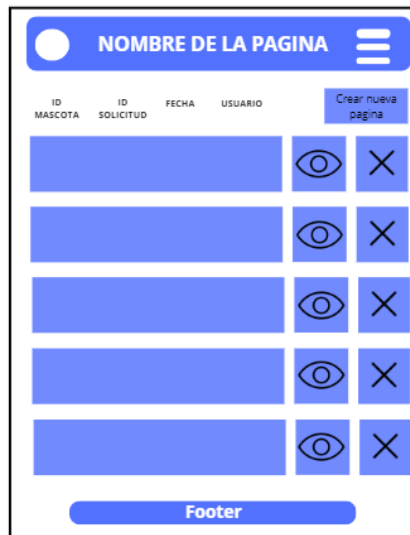 NOMBRE DE LA PAGINA
ID MASCOTA
ID SOLICITUD
FECHA
USUARIO
Crear nueva
pagina
Footer